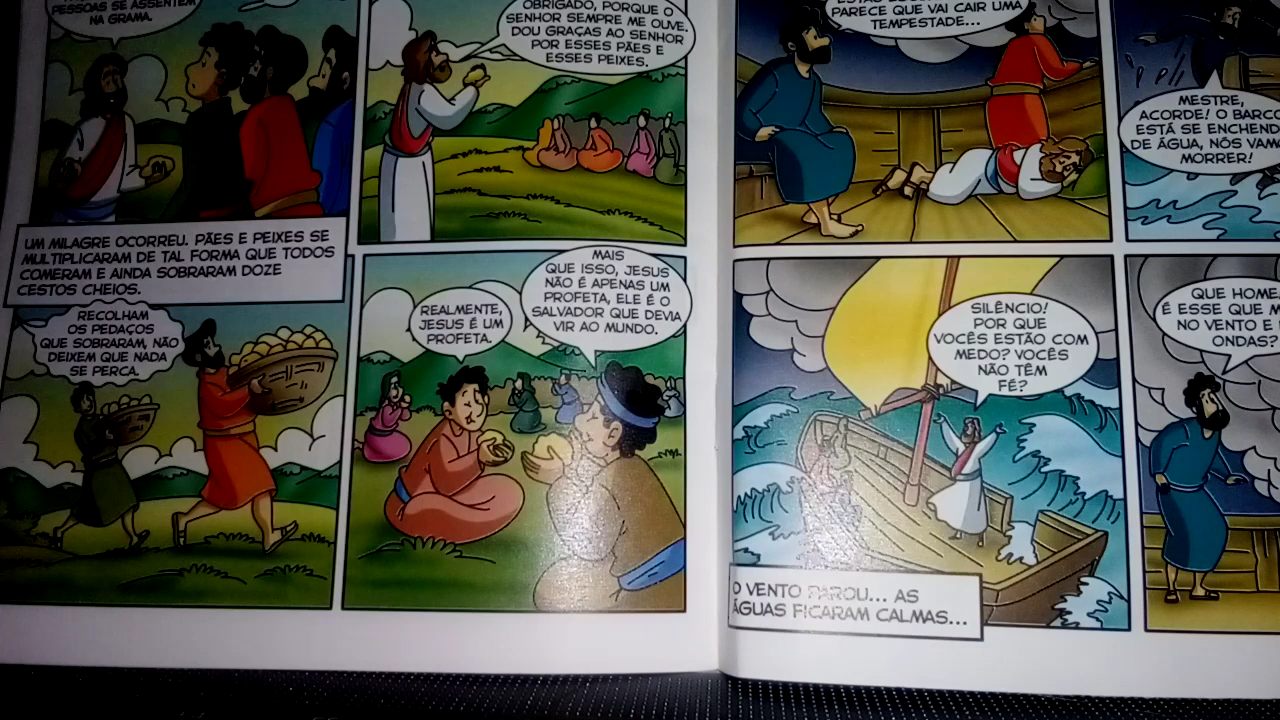 PESSOAS SE ASSENTEM
NA GRAMA.
OBRIGADO, PORQUE O
SENHOR SEMPRE ME OUVE.
DOU GRAÇAS AO SENHOR
POR ESSES PÃES E
ESSES PEIXES.
UM MILAGRE OCORREU. PÃES E PEIXES SE
MULTIPLICARAM DE TAL FORMA QUE TODOS
COMERAM E AINDA SOBRARAM DOZE
CESTOS CHEIOS.
RECOLHAM
OS PEDAÇOS
QUE SOBRARAM, NÃO
DEIXEM QUE NADA
SE PERCA.
REALMENTE,
JESUS É UM
PROFETA.
MAIS
QUE ISSO, JESUS
NÃO É APENAS UM
PROFETA, ELE É O
SALVADOR QUE DEVIA
VIR AO MUNDO.
PARECE QUE VAI CAIR UMA
TEMPESTADE...
MESTRE,
ACORDE! O BARCO
ESTÁ SE ENCHEND
DE ÁGUA, NÓS VAM
MORRER!
SILÊNCIO!
POR QUE
VOCÊS ESTÃO COM
MEDO? VOCÊS
NÃO TÊM
FÉ?
O VENTO PAROU... AS
ÁGUAS FICARAM CALMAS...
QUE HOME
É ESSE QUE M
NO VENTO E
ONDAS?